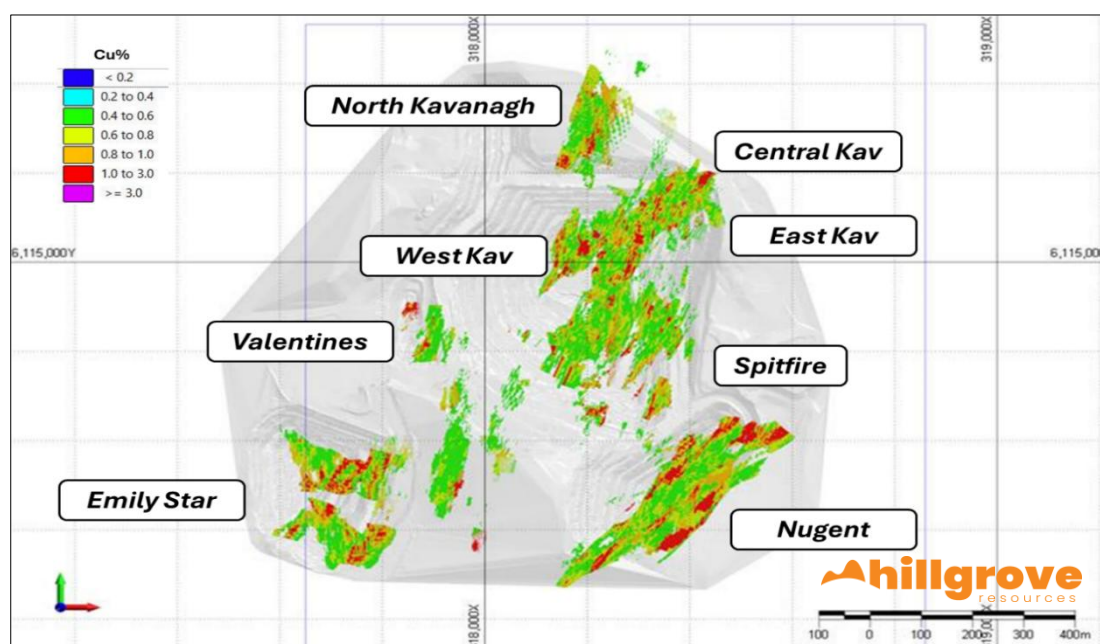 318,000X
319,000X
Cu%
< 0.2
0.2 to 0.4
0.4 to 0.6
0.6 to 0.8
0.8 to 1.0
1.0 to 3.0
>= 3.0
North Kavanagh
Central Kav
East Kav
West Kav
6,115,000Y
6,115,00
Valentines
Spitfire
Emily Star
Nugent
hillgrove
resources
318,000X
100 0 100 200 300 400m